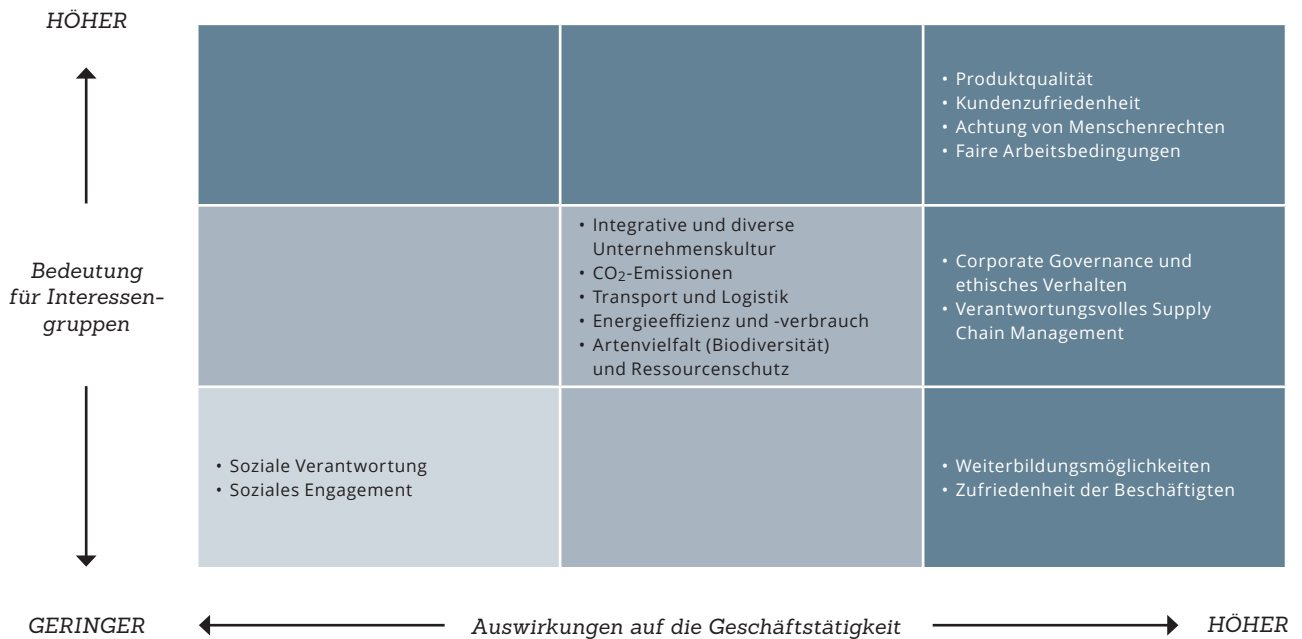 HÖHER
• Produktqualität
• Kundenzufriedenheit
• Achtung von Menschenrechten
• Faire Arbeitsbedingungen
Bedeutung
für Interessen-
gruppen
• Integrative und diverse
Unternehmenskultur
• CO2-Emissionen
• Transport und Logistik
• Energieeffizienz und -verbrauch
• Artenvielfalt (Biodiversität)
und Ressourcenschutz
• Corporate Governance und
ethisches Verhalten
• Verantwortungsvolles Supply
Chain Management
• Soziale Verantwortung
• Soziales Engagement
• Weiterbildungsmöglichkeiten
• Zufriedenheit der Beschäftigten
GERINGER
Auswirkungen auf die Geschäftstätigkeit
HÖHER